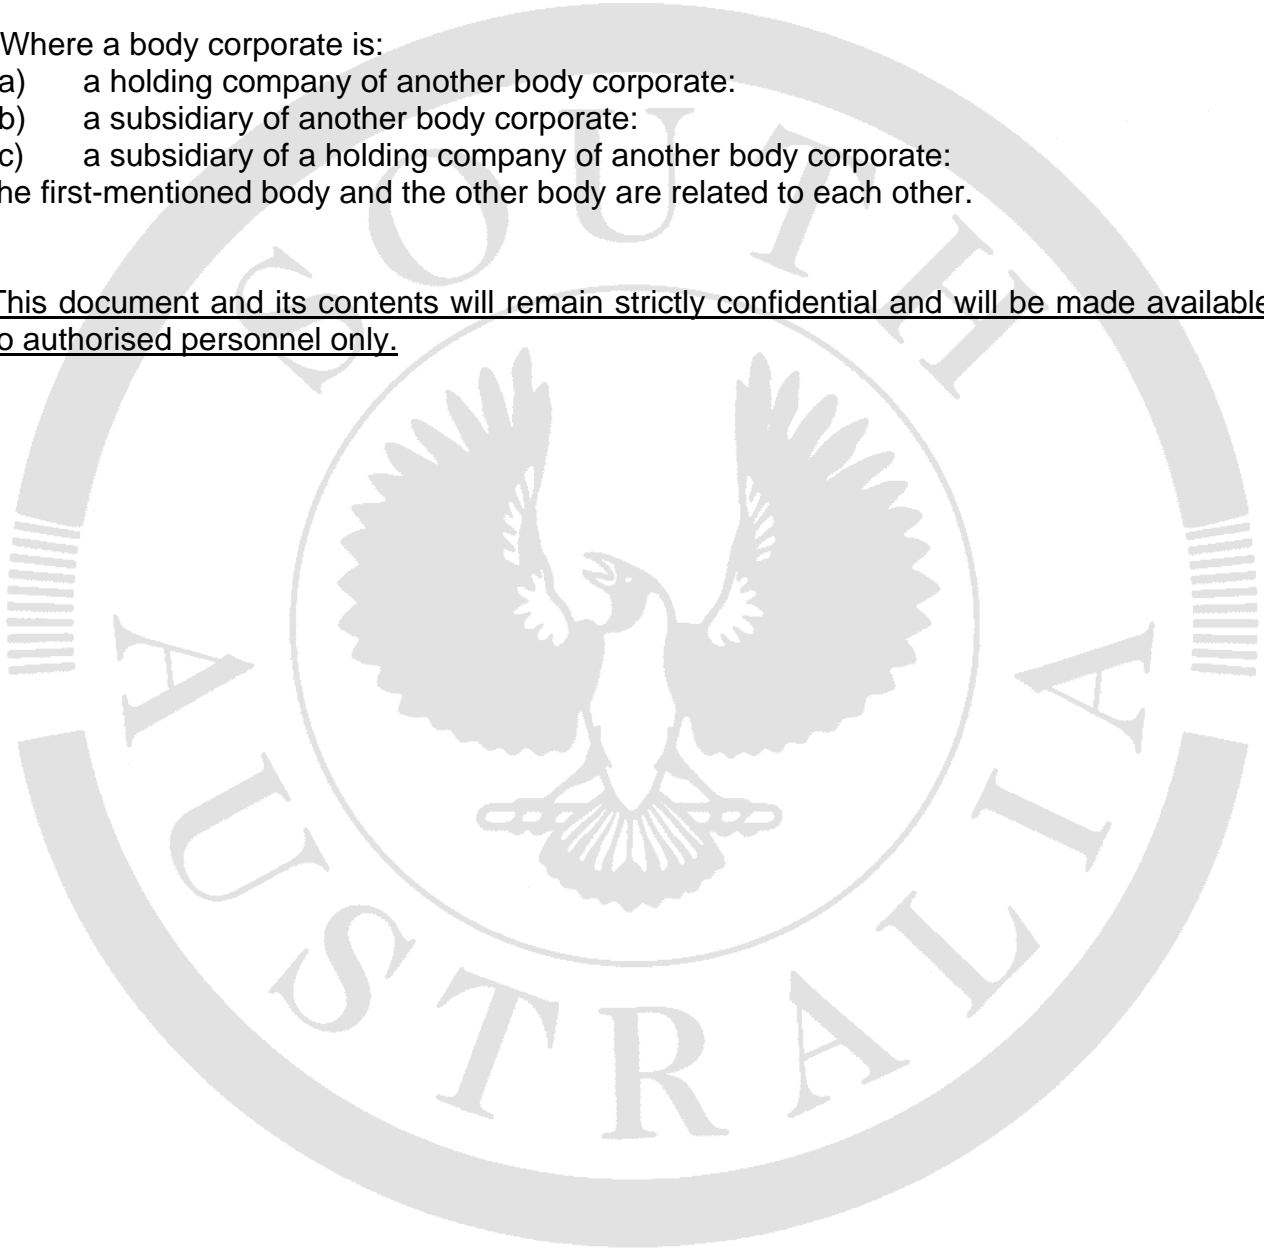 Where a body corporate is:
a) a holding company of another body corporate:
b) a subsidiary of another body corporate:
c) a subsidiary of a holding company of another body corporate:
he first-mentioned body and the other body are related to each other.
This document and its contents will remain strictly confidential and will be made available
o authorised personnel only.
SOUTH
AUSTRALIA